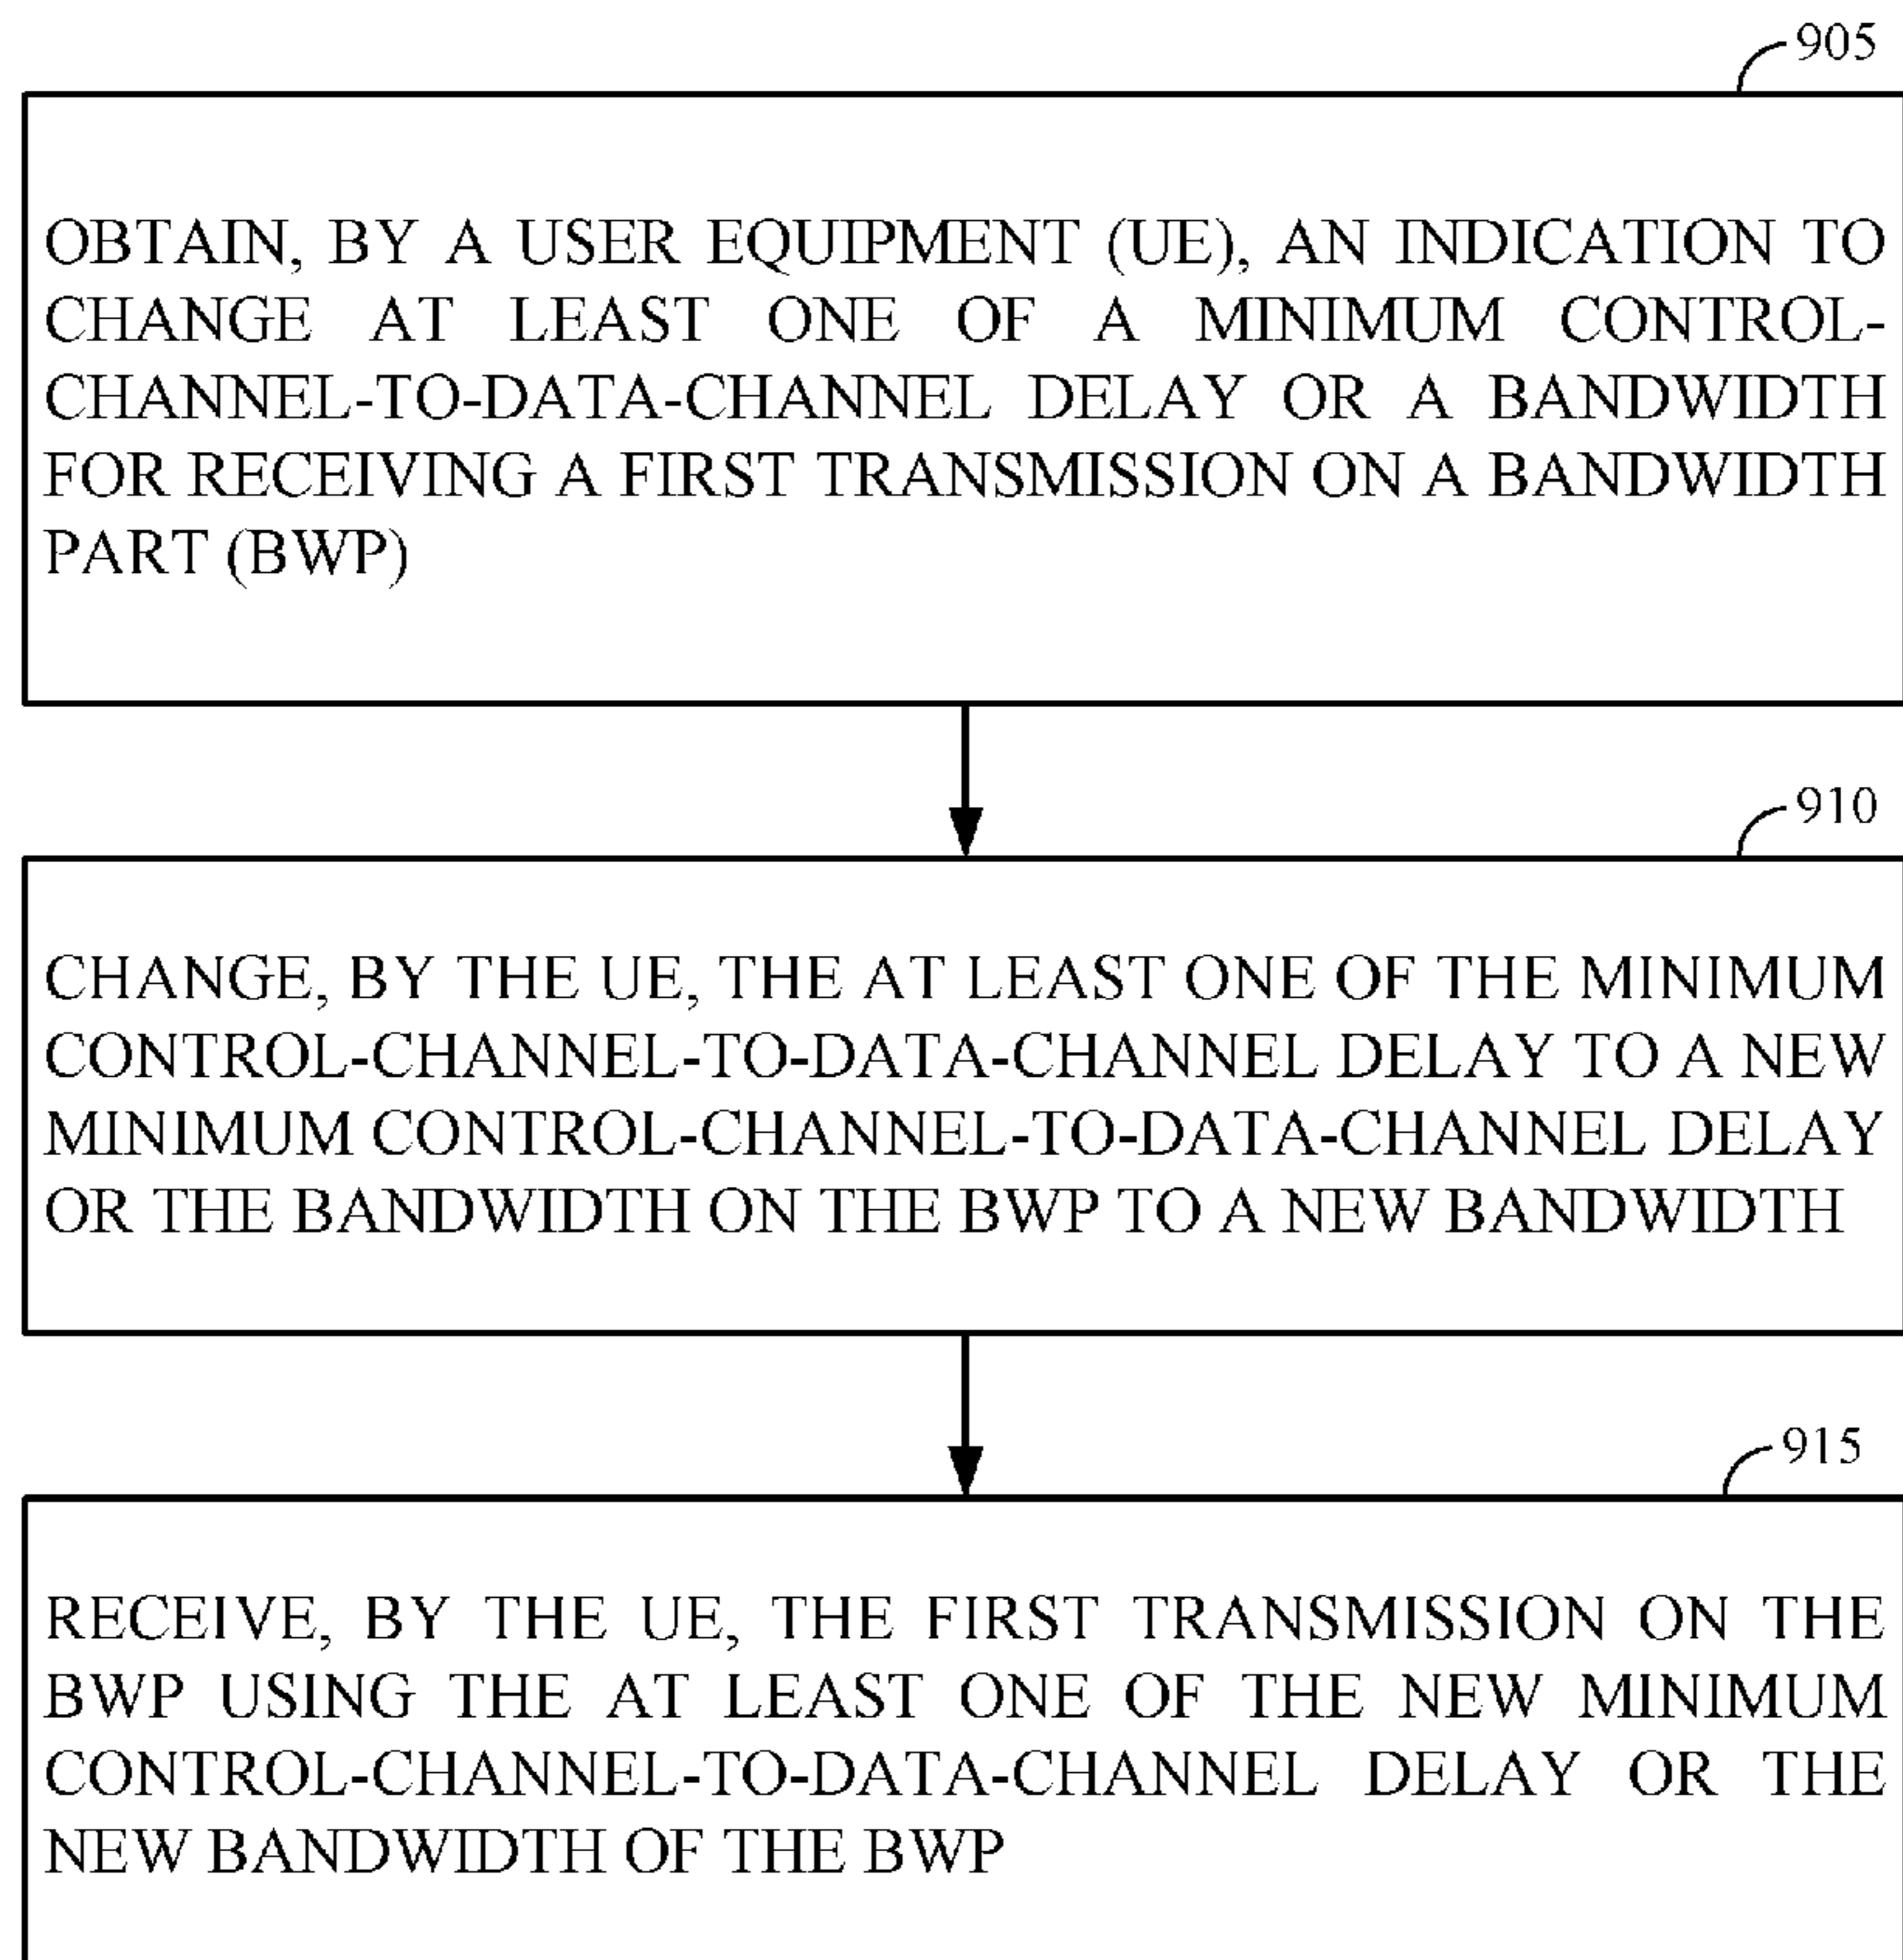 905
OBTAIN, BY A USER EQUIPMENT (UE), AN INDICATION TO
CHANGE AT LEAST ONE OF A MINIMUM CONTROL-
CHANNEL-TO-DATA-CHANNEL DELAY OR A BANDWIDTH
FOR RECEIVING A FIRST TRANSMISSION ON A BANDWIDTH
PART (BWP)
910
CHANGE, BY THE UE, THE AT LEAST ONE OF THE MINIMUM
CONTROL-CHANNEL-TO-DATA-CHANNEL DELAY TO A NEW
MINIMUM CONTROL-CHANNEL-TO-DATA-CHANNEL DELAY
OR THE BANDWIDTH ON THE BWP TO A NEW BANDWIDTH
915
RECEIVE, BY THE UE, THE FIRST TRANSMISSION ON THE
BWP USING THE AT LEAST ONE OF THE NEW MINIMUM
CONTROL-CHANNEL-TO-DATA-CHANNEL DELAY OR THE
NEW BANDWIDTH OF THE BWP